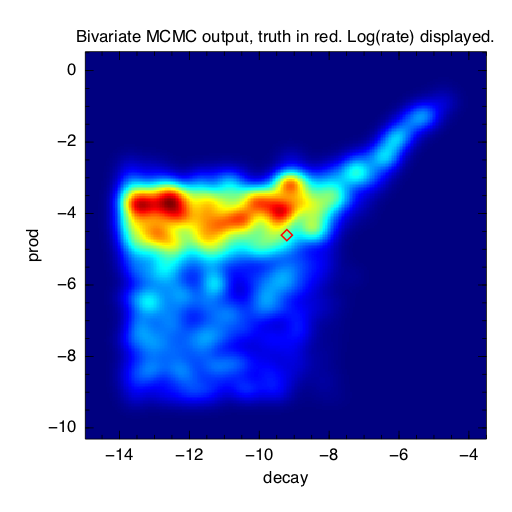 Bivariate MCMC output, truth in red. Log(rate) displayed.
0
−2
−4
prod
−6
−8
−10
−14 −12 −10 −8 −6 −4
decay